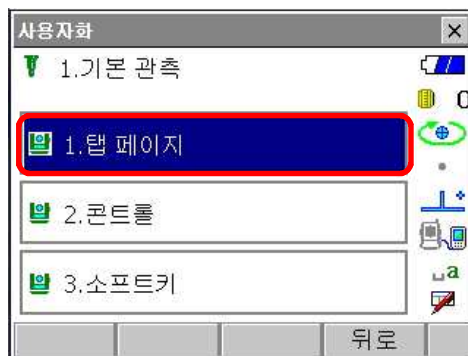 사용자화
1.기본 관측
0
1.탭 페이지
2.콘트롤
3.소프트키
a
뒤로